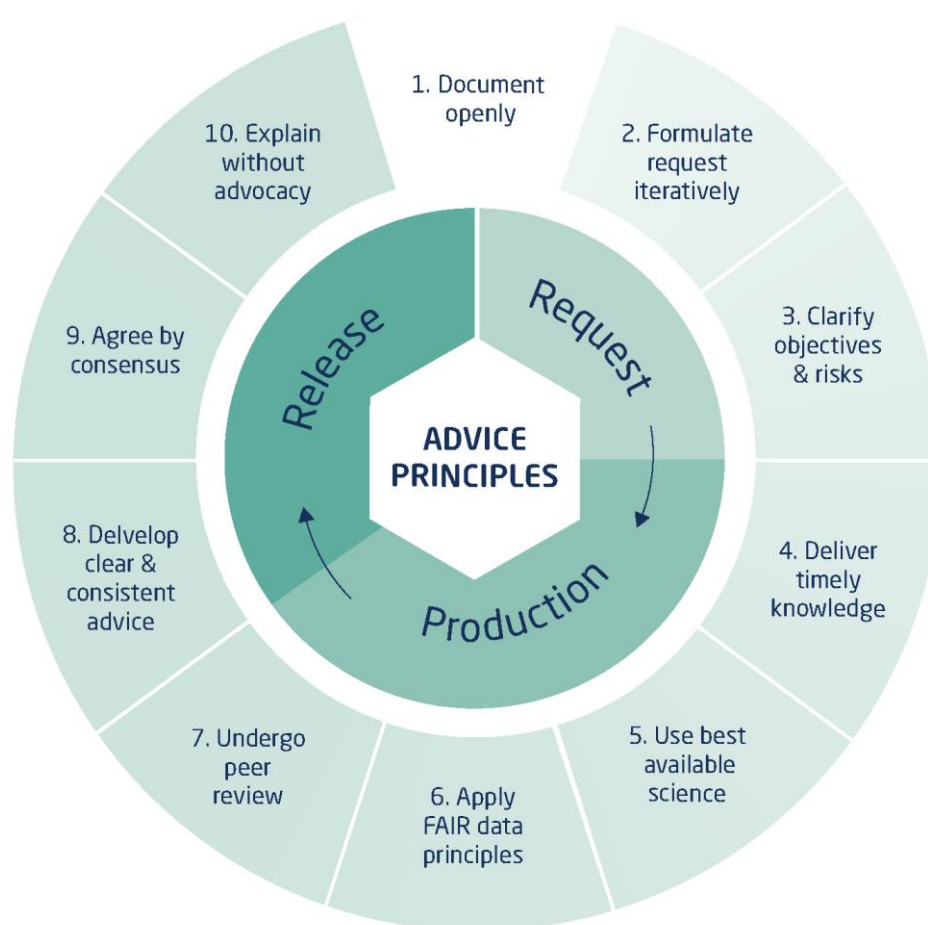 1. Document
openly
2. Formulate
request
iteratively
3. Clarify
objectives
& risks
4. Deliver
timely
knowledge
5. Use best
available
science
6. Apply
FAIR data
principles
7. Undergo
peer
review
8. Delvelop
clear &
consistent
advice
9. Agree by
consensus
10. Explain
without
advocacy
Request
Production
Release
ADVICE
PRINCIPLES